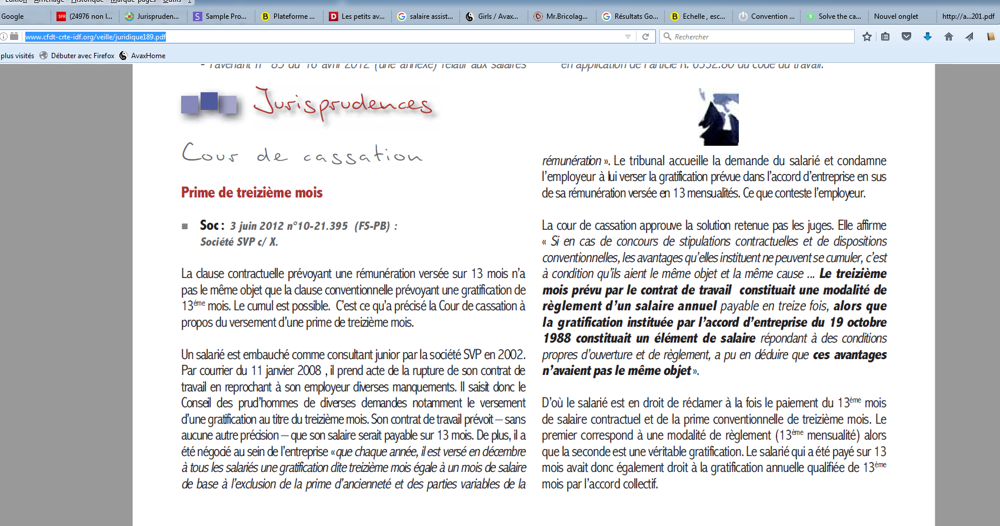 Edition Affichage Historique Marque-pages Outils ?
Google
SFR (24976 non l...
Jurispruden...
S Sample Pro...
B Plateforme ...
D Les petits av...
G salaire assist...
Girls / Avax...
Mr.Bricolag...
G Résultats Go...
B Echelle , esc...
Convention ...
Solve the ca...
Nouvel onglet
http://a...201.pdf
www.cfdt-crte-idf.org/veille/juridique189.pdf
Rechercher
plus visités
Débuter avec Firefox
AvaxHome
- l'avenant n° 85 du 16 avril 2012 (une annexe) relatif aux salaires
en application de l'article R. 6332.80 du code du travail.
Jurisprudences
Cour de cassation
Prime de treizième mois
Soc : 3 juin 2012 n°10-21.395 (FS-PB) :
Société SVP c/ X.
La clause contractuelle prévoyant une rémunération versée sur 13 mois n'a
pas le même objet que la clause conventionnelle prévoyant une gratification de
13éme mois. Le cumul est possible. C'est ce qu'a précisé la Cour de cassation à
propos du versement d'une prime de treizième mois.
Un salarié est embauché comme consultant junior par la société SVP en 2002.
Par courrier du 11 janvier 2008 , il prend acte de la rupture de son contrat de
travail en reprochant à son employeur diverses manquements. Il saisit donc le
Conseil des prud'hommes de diverses demandes notamment le versement
d'une gratification au titre du treizième mois. Son contrat de travail prévoit – sans
aucune autre précision – que son salaire serait payable sur 13 mois. De plus, il a
été négocié au sein de l'entreprise « que chaque année, il est versé en décembre
à tous les salariés une gratification dite treizième mois égale à un mois de salaire
de base à l'exclusion de la prime d'ancienneté et des parties variables de la
rémunération ». Le tribunal accueille la demande du salarié et condamne
l'employeur à lui verser la gratification prévue dans l'accord d'entreprise en sus
de sa rémunération versée en 13 mensualités. Ce que conteste l'employeur.
La cour de cassation approuve la solution retenue pas les juges. Elle affirme
« Si en cas de concours de stipulations contractuelles et de dispositions
conventionnelles, les avantages qu'elles instituent ne peuvent se cumuler, c'est
à condition qu'ils aient le même objet et la même cause ... Le treizième
mois prévu par le contrat de travail constituait une modalité de
règlement d'un salaire annuel payable en treize fois, alors que
la gratification instituée par l'accord d'entreprise du 19 octobre
1988 constituait un élément de salaire répondant à des conditions
propres d'ouverture et de règlement, a pu en déduire que ces avantages
n'avaient pas le même objet ».
D'où le salarié est en droit de réclamer à la fois le paiement du 13ème mois
de salaire contractuel et de la prime conventionnelle de treizième mois. Le
premier correspond à une modalité de règlement (13ème mensualité) alors
que la seconde est une véritable gratification. Le salarié qui a été payé sur 13
mois avait donc également droit à la gratification annuelle qualifiée de 13ème
mois par l'accord collectif.